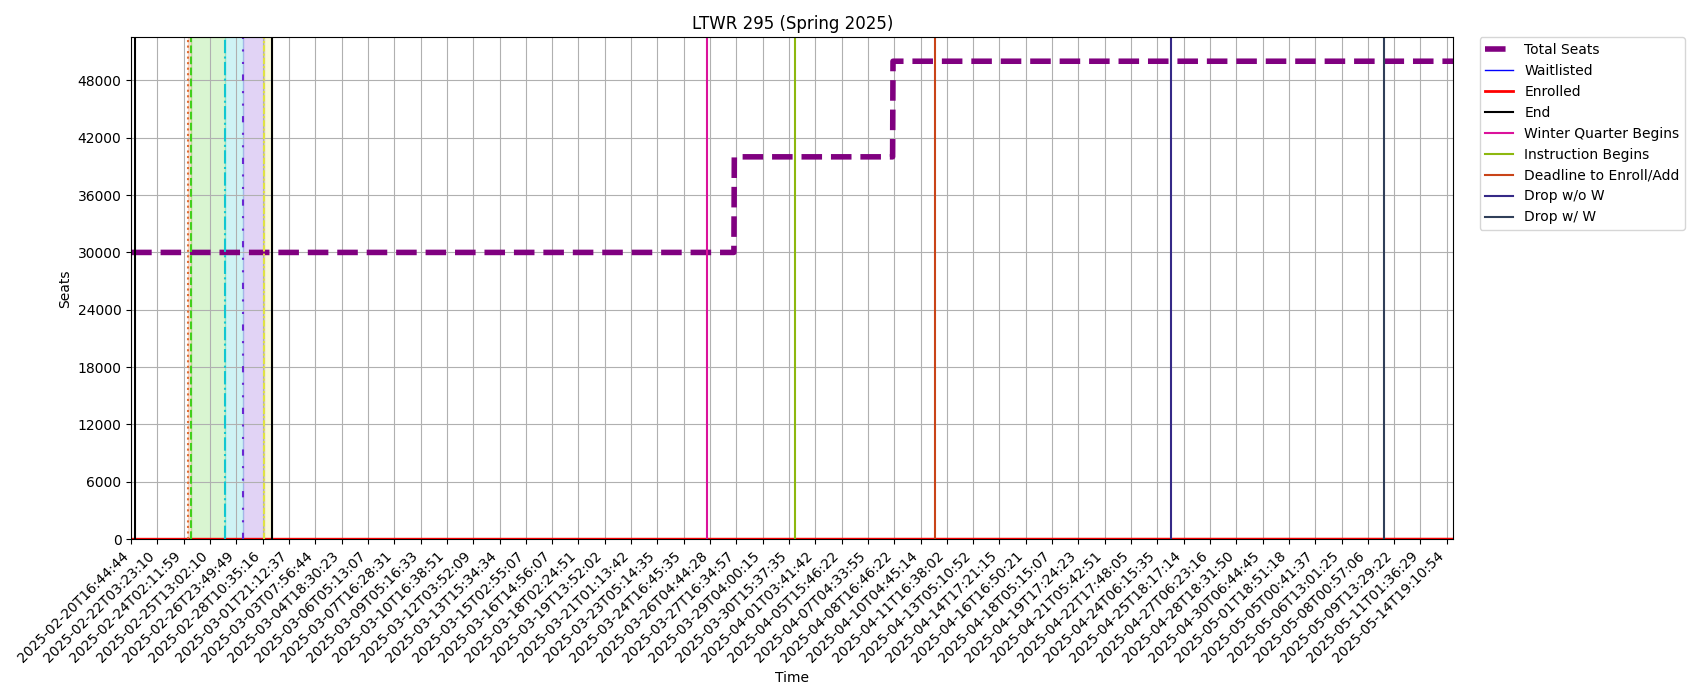 LTWR 295 (Spring 2025)
Total Seats
Waitlisted
Enrolled
End
Winter Quarter Begins
Instruction Begins
Deadline to Enroll/Add
Drop w/o W
Drop w/ W
Seats
48000
42000
36000
30000
24000
18000
12000
6000
0
2025-02-20T16:44:44
2025-02-22T03:23:10
2025-02-24T02:11:59
2025-02-25T13:02:10
2025-02-26T23:49:49
2025-02-28T10:35:16
2025-03-01T21:12:37
2025-03-03T07:56:44
2025-03-04T18:30:23
2025-03-06T05:13:07
2025-03-07T16:28:31
2025-03-09T05:16:33
2025-03-10T16:38:51
2025-03-12T03:52:09
2025-03-13T15:34:34
2025-03-15T02:55:07
2025-03-16T14:56:07
2025-03-18T02:24:51
2025-03-19T13:52:02
2025-03-21T01:13:42
2025-03-23T05:14:35
2025-03-24T16:45:35
2025-03-26T04:44:28
2025-03-27T16:34:57
2025-03-29T04:00:15
2025-03-30T15:37:35
2025-04-01T03:41:42
2025-04-05T15:46:22
2025-04-07T04:33:55
2025-04-08T16:46:22
2025-04-10T04:45:14
2025-04-11T16:38:02
2025-04-13T05:10:52
2025-04-14T17:21:15
2025-04-16T16:50:21
2025-04-18T05:15:07
2025-04-19T17:24:23
2025-04-21T05:42:51
2025-04-22T17:48:05
2025-04-24T06:15:35
2025-04-25T18:17:14
2025-04-27T06:23:16
2025-04-28T18:31:50
2025-04-30T06:44:45
2025-05-01T18:51:18
2025-05-05T00:41:37
2025-05-06T13:01:25
2025-05-08T00:57:06
2025-05-09T13:29:22
2025-05-11T01:36:29
2025-05-14T19:10:54
Time